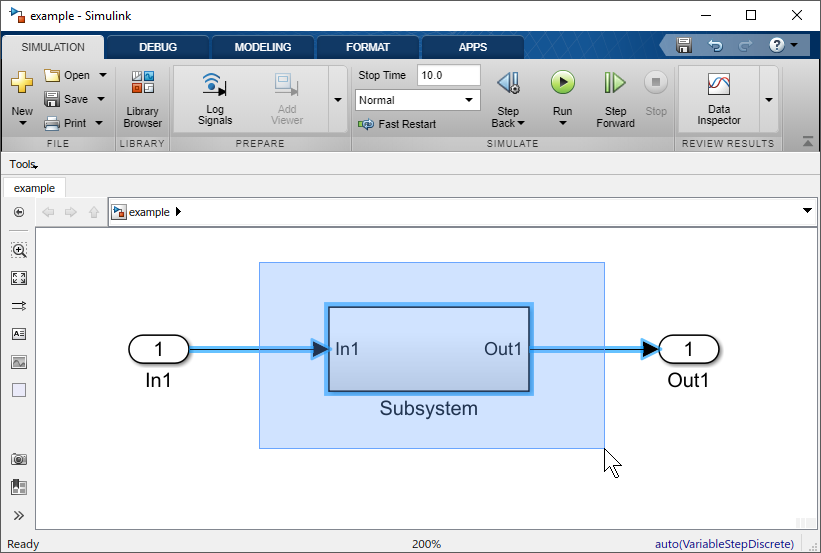 example - Simulink
SIMULATION DEBUG MODELING FORMAT APPS
?
New
Open
Save
Print
FILE
Library
Browser
LIBRARY
Log
Signals
Add
Viewer
PREPARE
Stop Time 10.0
Normal
Fast Restart
Step
Back
Run
Step
Forward
Stop
SIMULATE
Data
Inspector
REVIEW RESULTS
Tools
example
example
A
1
In1
In1 Out1
Subsystem
1
Out1
Ready 200% auto(VariableStepDiscrete)